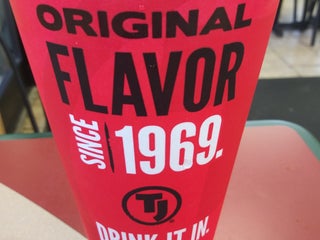 ORIGINAL
FLAVOR
SINCE 1969.
TJ
DRINK IT IN.